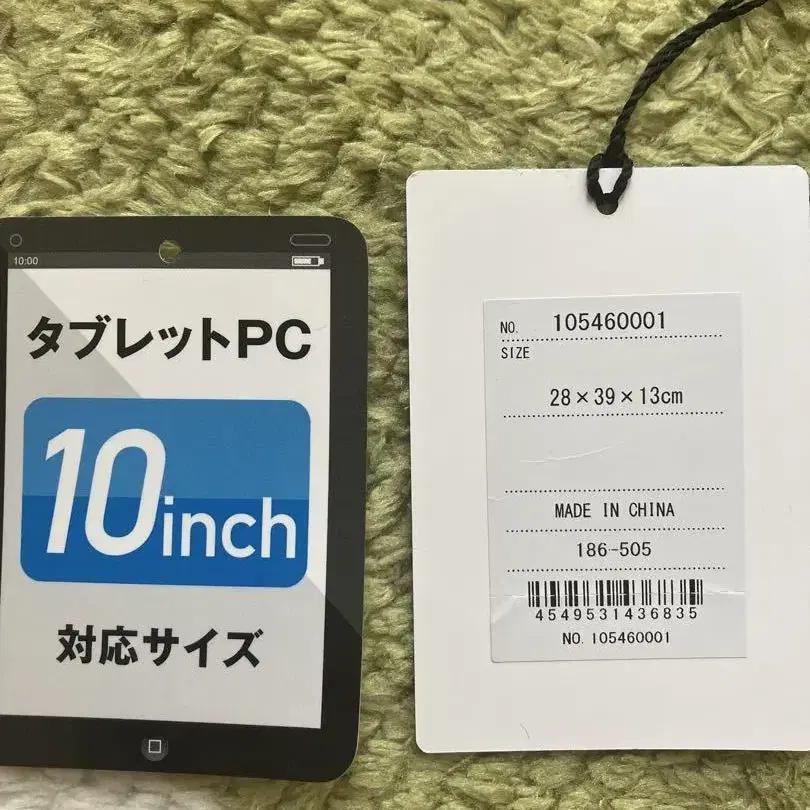 10:00
タブレットPC
10inch
対応サイズ
NO. 105460001
SIZE
28×39×13cm
MADE IN CHINA
186-505
4549531436835
NO. 105460001